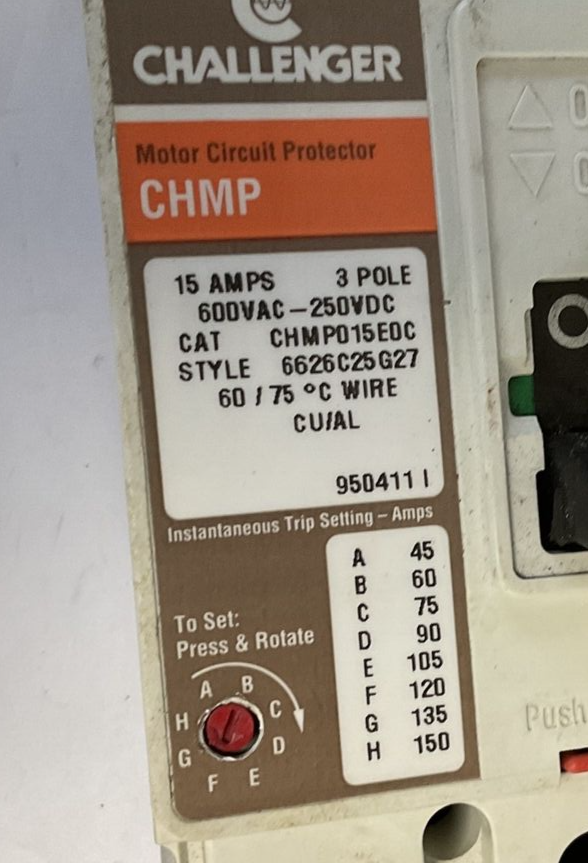 CHALLENGER
Motor Circuit Protector
CHMP
15 AMPS 3 POLE
600VAC-250VDC
CAT CHMP015E0C
STYLE 6626C25G27
60 / 75 °C WIRE
CU/AL
950411 I
Instantaneous Trip Setting - Amps
A 45
B 60
C 75
D 90
E 105
F 120
G 135
H 150
To Set:
Press & Rotate
A B C D E F G H
Push